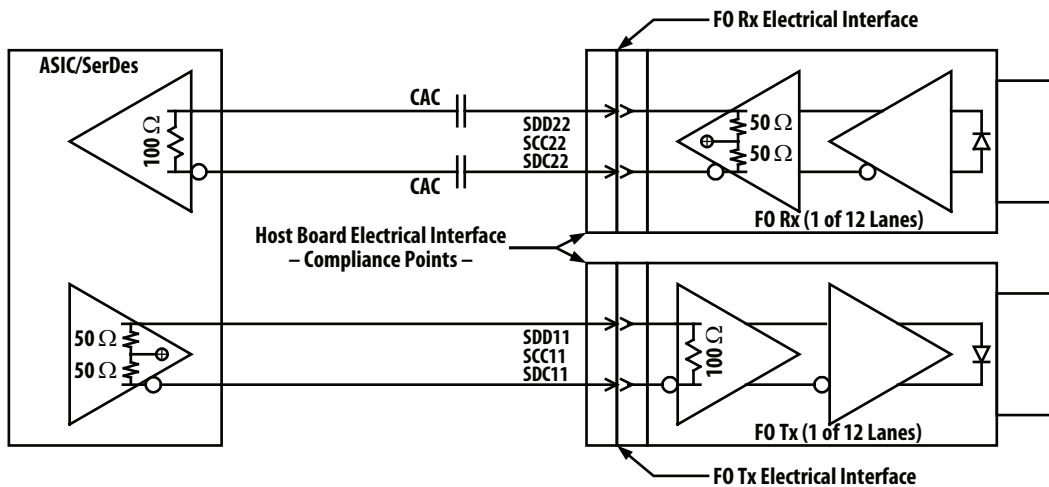 FO Rx Electrical Interface
ASIC/SerDes
CAC
100 Ω
SDD22
SCC22
SDC22
50 Ω
50 Ω
CAC
FO Rx (1 of 12 Lanes)
Host Board Electrical Interface
– Compliance Points –
50 Ω
50 Ω
SDD11
SCC11
SDC11
100 Ω
FO Tx (1 of 12 Lanes)
FO Tx Electrical Interface